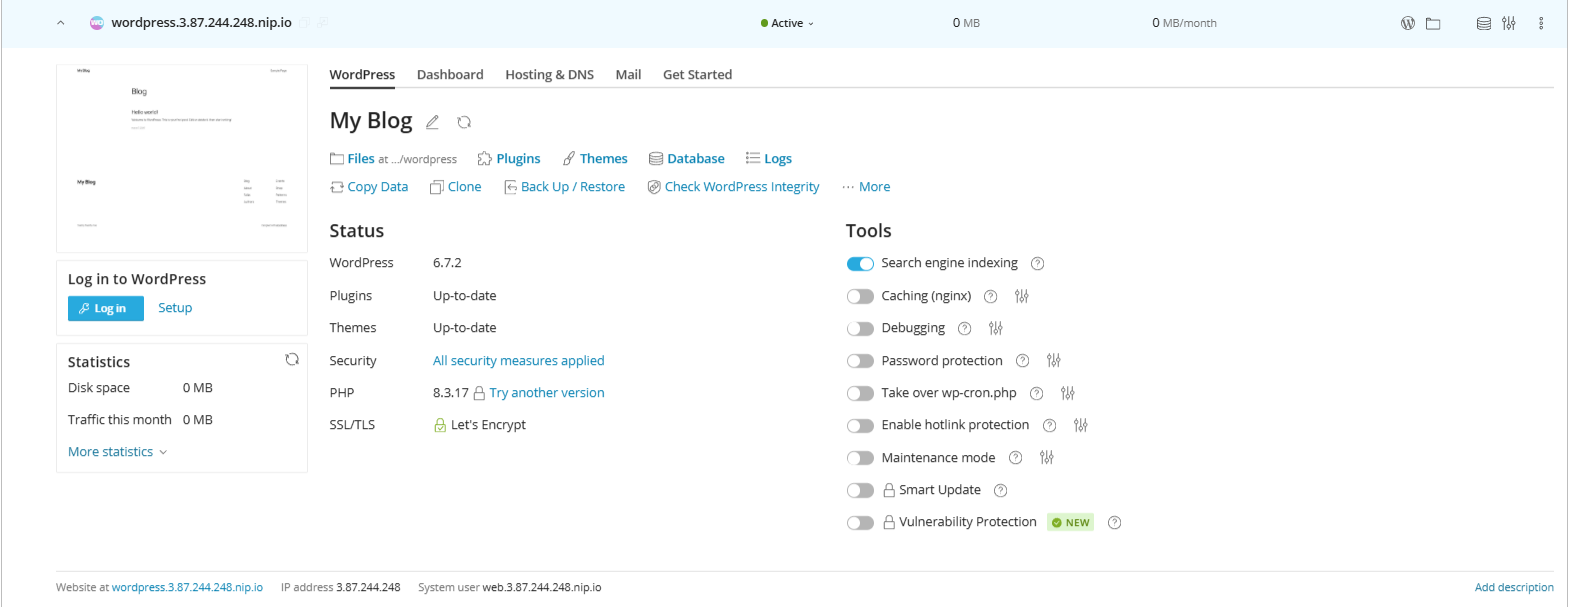 wordpress.3.87.244.248.nip.io
Active
0 MB
0 MB/month
My Blog
Blog
Hello world!
My Blog
WordPress Dashboard Hosting & DNS Mail Get Started
My Blog
Files at .../wordpress Plugins Themes Database Logs
Copy Data Clone Back Up / Restore Check WordPress Integrity ··· More
Log in to WordPress
Log in Setup
Statistics
Disk space 0 MB
Traffic this month 0 MB
More statistics
Status
WordPress 6.7.2
Plugins Up-to-date
Themes Up-to-date
Security All security measures applied
PHP 8.3.17 Try another version
SSL/TLS Let's Encrypt
Tools
Search engine indexing
Caching (nginx)
Debugging
Password protection
Take over wp-cron.php
Enable hotlink protection
Maintenance mode
Smart Update
Vulnerability Protection NEW
Website at wordpress.3.87.244.248.nip.io IP address 3.87.244.248 System user web.3.87.244.248.nip.io
Add description